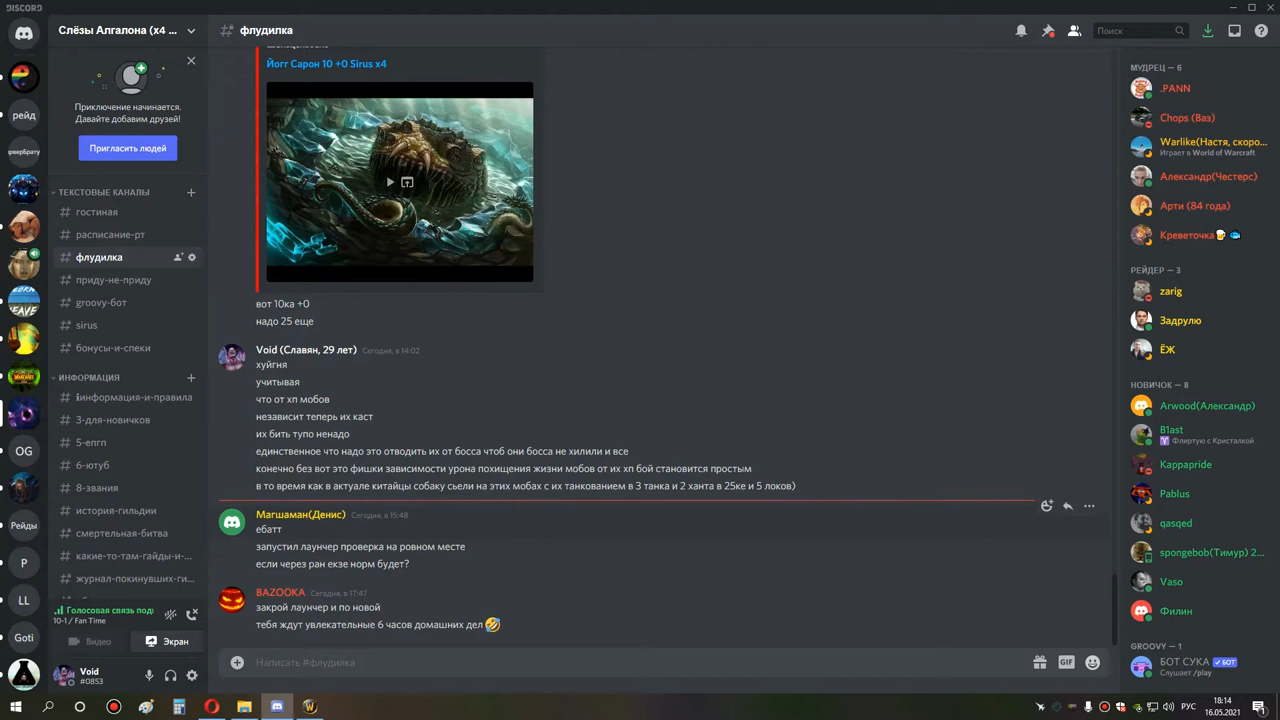 DISCORD
Слёзы Алгалона (x4 ...
флудилка
Поиск
Приключение начинается.
Давайте добавим друзей!
Пригласить людей
рейд
ТЕКСТОВЫЕ КАНАЛЫ
гостиная
расписание-рт
флудилка
приду-не-приду
groovy-бот
sirus
бонусы-и-спеки
ИНФОРМАЦИЯ
информация-и-правила
3-для-новичков
5-епгп
6-ютуб
8-звания
история-гильдии
смертельная-битва
какие-то-там-гайды-и-...
журнал-покинувших-ги...
OG
Рейды
P
LL
Goti
Голосовая связь под
10-1 / Fan Time
Видео
Экран
Void
#0853
Йогг Сарон 10 +0 Sirus x4
вот 10ка +0
надо 25 еще
Void (Славян, 29 лет) Сегодня, в 14:02
хуйгня
учитывая
что от хп мобов
независит теперь их каст
их бить тупо ненадо
единственное что надо это отводить их от босса чтоб они босса не хилили и все
конечно без вот это фишки зависимости урона похищения жизни мобов от их хп бой становится простым
в то время как в актуале китайцы собаку сьели на этих мобах с их танкованием в 3 танка и 2 ханта в 25ке и 5 локов)
Магшаман(Денис) Сегодня, в 15:48
ебатт
запустил лаунчер проверка на ровном месте
если через ран екзе норм будет?
BAZOOKA Сегодня, в 17:47
закрой лаунчер и по новой
тебя ждут увлекательные 6 часов домашних дел 🤣
Написать #флудилка
GIF
МУДРЕЦ — 6
.PANN
Chops (Ваз)
Warlike(Настя, скоро...
Играет в World of Warcraft
Александр(Честерс)
Арти (84 года)
Креветочка🍺 🐟
РЕЙДЕР — 3
zarig
Задрулю
ЁЖ
НОВИЧОК — 8
Arwood(Александр)
B1ast
Флиртую с Кристалкой
Kappapride
Pablus
qasqed
spongebob(Тимур) 2...
Vaso
Филин
GROOVY — 1
БОТ СУКА ✓ БОТ
Слушает /play
РУС
18:14
16.05.2021